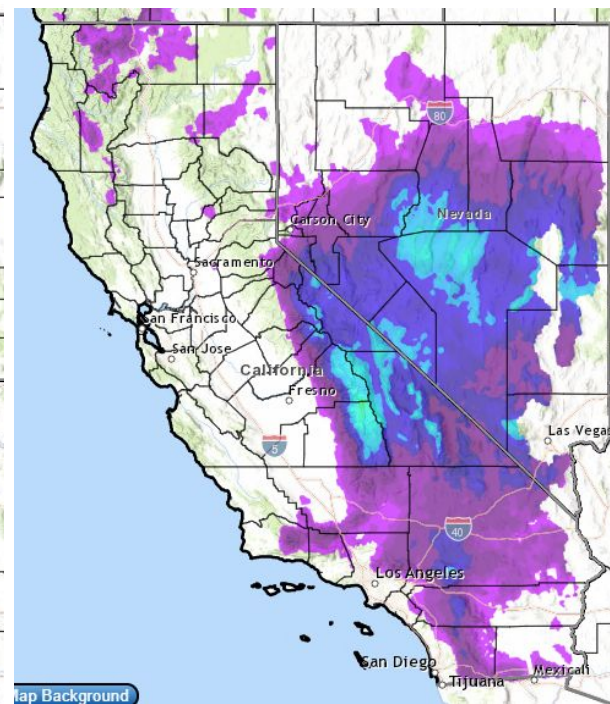 80
Carson City
Nevada
Sacramento
San Francisco
San Jose
California
Fresno
5
Las Vegas
40
Los Angeles
San Diego
Tijuana
Mexicali
Map Background